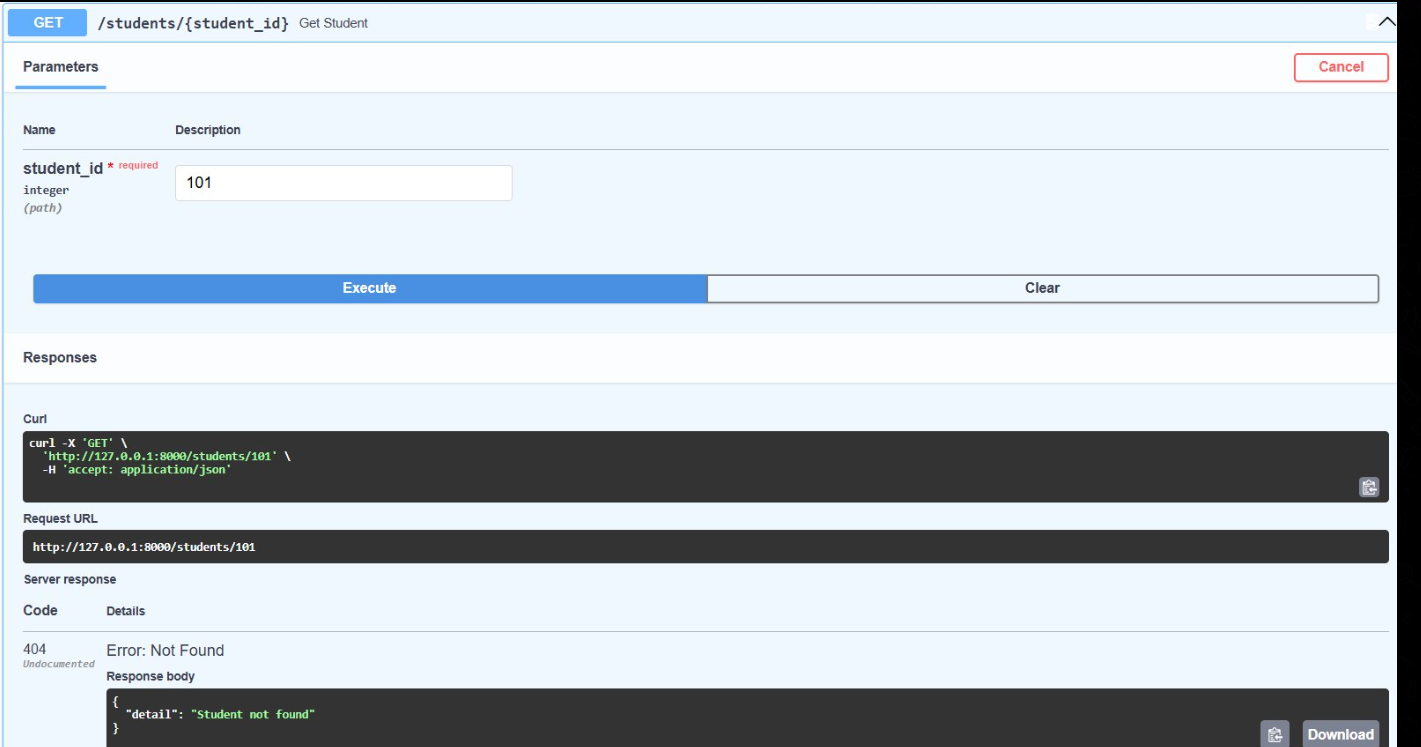 GET /students/{student_id} Get Student
Parameters
Cancel
Name Description
student_id * required
integer
(path)
101
Execute Clear
Responses
Curl
curl -X 'GET' \
'http://127.0.0.1:8000/students/101' \
-H 'accept: application/json'
Request URL
http://127.0.0.1:8000/students/101
Server response
Code Details
404 Error: Not Found
Undocumented
Response body
{
"detail": "Student not found"
}
Download